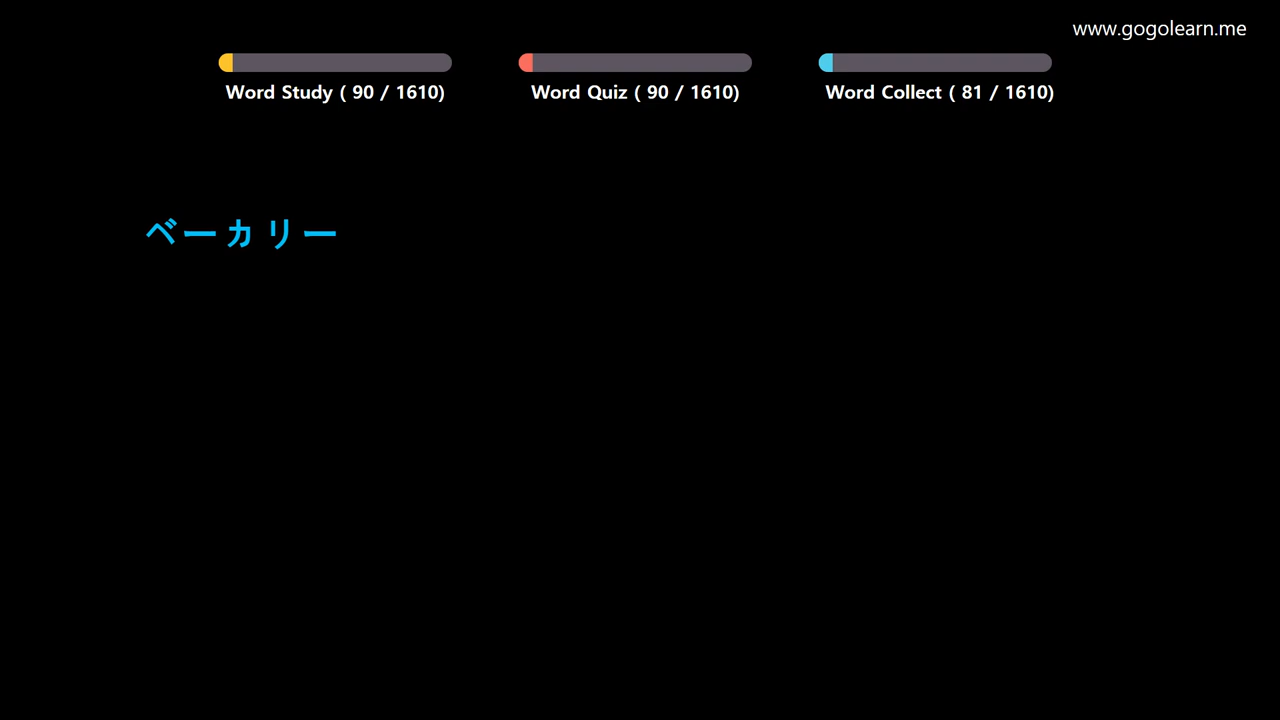 www.gogolearn.me
Word Study ( 90 / 1610)
Word Quiz ( 90 / 1610)
Word Collect ( 81 / 1610)
ベーカリー